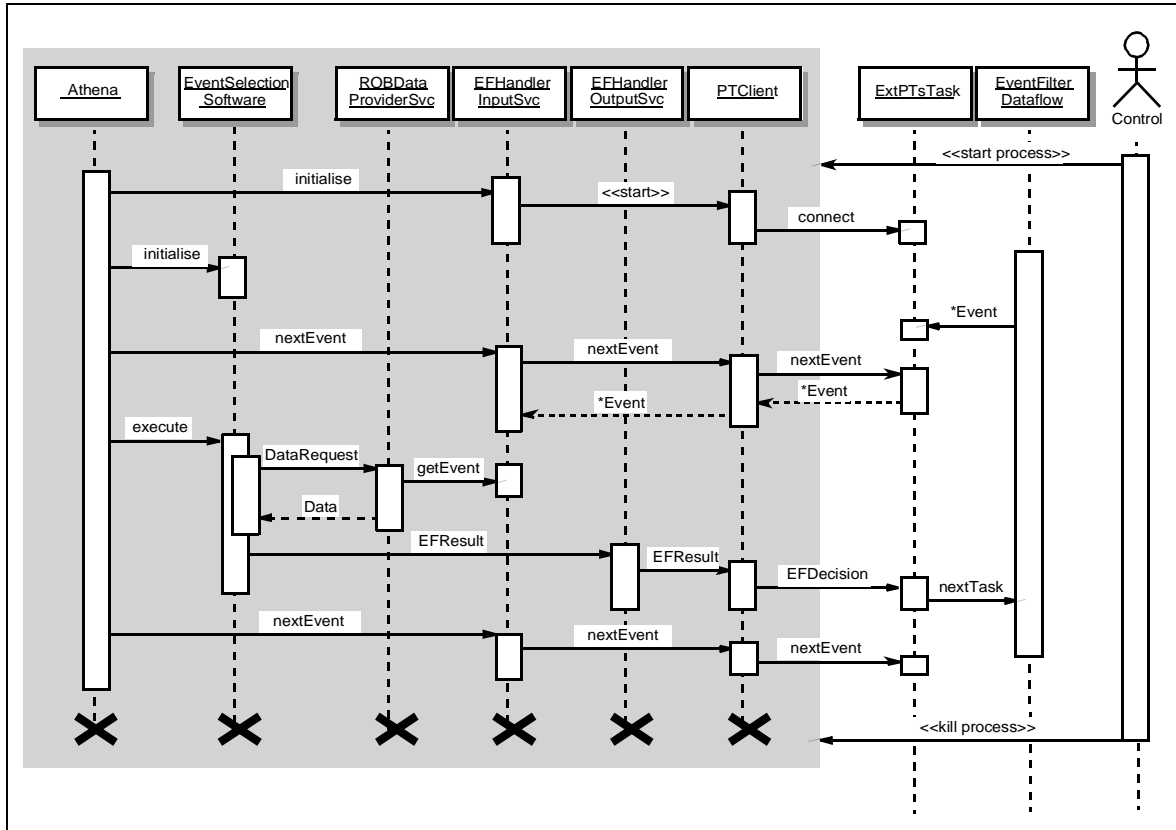 Athena
EventSelection
Software
ROBData
ProviderSvc
EFHandler
InputSvc
EFHandler
OutputSvc
PTClient
ExtPTsTask
EventFilter
Dataflow
Control
<<start process>>
initialise
<<start>>
connect
initialise
*Event
nextEvent
nextEvent
nextEvent
*Event
*Event
execute
DataRequest
getEvent
Data
EFResult
EFResult
EFDecision
nextTask
nextEvent
nextEvent
nextEvent
<<kill process>>